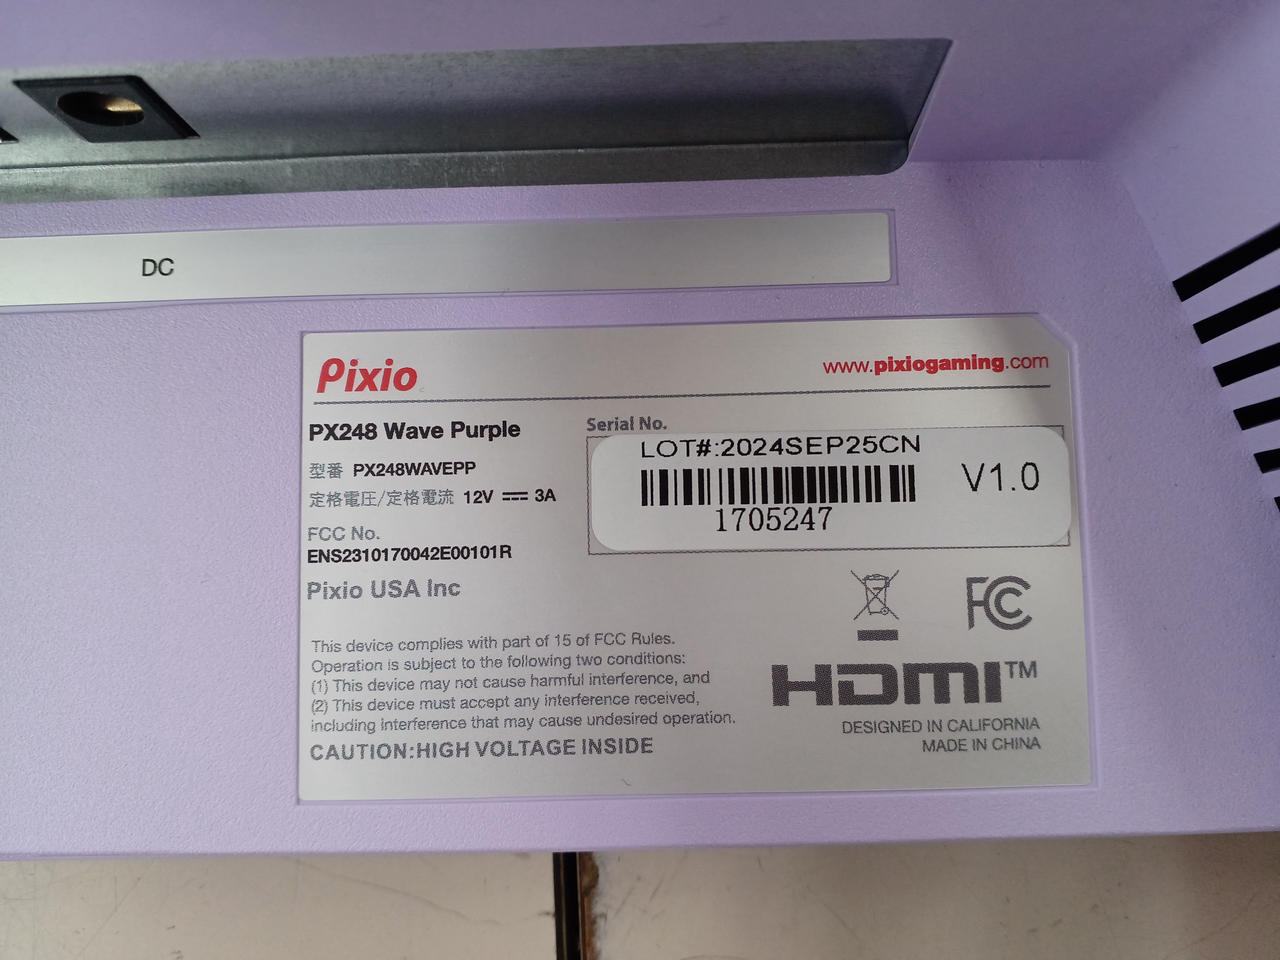 DC
Pixio
www.pixiogaming.com
PX248 Wave Purple
型番 PX248WAVEPP
定格電圧/定格電流 12V 3A
FCC No.
ENS2310170042E00101R
Pixio USA Inc
Serial No.
LOT#:2024SEP25CN
V1.0
1705247
This device complies with part of 15 of FCC Rules.
Operation is subject to the following two conditions:
(1) This device may not cause harmful interference, and
(2) This device must accept any interference received,
including interference that may cause undesired operation.
CAUTION:HIGH VOLTAGE INSIDE
FC
HDMI™
DESIGNED IN CALIFORNIA
MADE IN CHINA